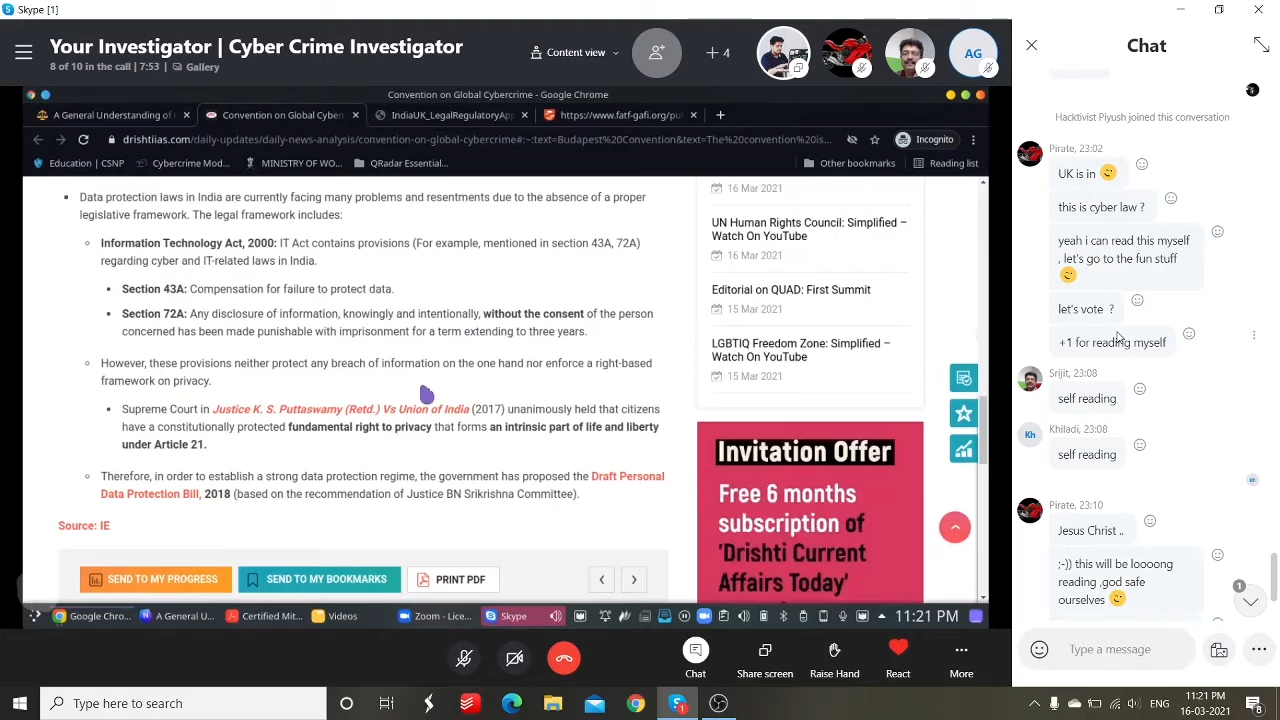 Skype [1]
Your Investigator | Cyber Crime Investigator
8 of 10 in the call | 7:53 | Gallery
Content view
+ 4
AG
Convention on Global Cybercrime - Google Chrome
A General Understanding of
Convention on Global Cyberc
IndiaUK_LegalRegulatoryApp
https://www.fatf-gafi.org/pu
drishtiias.com/daily-updates/daily-news-analysis/convention-on-global-cybercrime#:~:text=Budapest
Incognito
Education | CSNP
Cybercrime Mod...
MINISTRY OF WO...
QRadar Essential...
Other bookmarks
Reading list
Data protection laws in India are currently facing many problems and resentments due to the absence of a proper
legislative framework. The legal framework includes:
Information Technology Act, 2000: IT Act contains provisions (For example, mentioned in section 43A, 72A)
regarding cyber and IT-related laws in India.
Section 43A: Compensation for failure to protect data.
Section 72A: Any disclosure of information, knowingly and intentionally, without the consent of the person
concerned has been made punishable with imprisonment for a term extending to three years.
However, these provisions neither protect any breach of information on the one hand nor enforce a right-based
framework on privacy.
Supreme Court in Justice K. S. Puttaswamy (Retd.) Vs Union of India (2017) unanimously held that citizens
have a constitutionally protected fundamental right to privacy that forms an intrinsic part of life and liberty
under Article 21.
Therefore, in order to establish a strong data protection regime, the government has proposed the Draft Personal
Data Protection Bill, 2018 (based on the recommendation of Justice BN Srikrishna Committee).
Source: IE
SEND TO MY PROGRESS
SEND TO MY BOOKMARKS
PRINT PDF
16 Mar 2021
UN Human Rights Council: Simplified –
Watch On YouTube
16 Mar 2021
Editorial on QUAD: First Summit
15 Mar 2021
LGBTIQ Freedom Zone: Simplified –
Watch On YouTube
15 Mar 2021
Invitation Offer
Free 6 months
subscription of
'Drishti Current
Affairs Today'
Google Chro...
A General U...
Certified Mit...
Videos
Zoom - Lice...
Skype
11:21 PM
Chat
Share screen
Raise Hand
React
More
Chat
Hacktivist Piyush joined this conversation
Pirate, 23:02
UK is in
this is cyber law ?
yeah i can read this myself
, let's go to the fun stuff
let's vote ?
+1 for reading myself
Srijit, 23:08
self reading
Kh
Khiladi, 23:08
self reading
Kh
Pirate, 23:10
Jesus Christ ..
;-)) this will be loooong
reading ,god safe
ourselves
1
Type a message
Type here to search
1
ENG
11:21 PM
16-03-2021
8